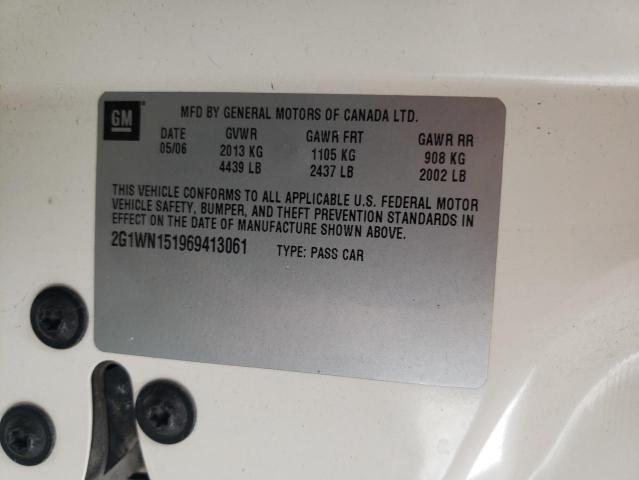 GM
MFD BY GENERAL MOTORS OF CANADA LTD.
DATE GVWR GAWR FRT GAWR RR
05/06 2013 KG 1105 KG 908 KG
4439 LB 2437 LB 2002 LB
THIS VEHICLE CONFORMS TO ALL APPLICABLE U.S. FEDERAL MOTOR
VEHICLE SAFETY, BUMPER, AND THEFT PREVENTION STANDARDS IN
EFFECT ON THE DATE OF MANUFACTURE SHOWN ABOVE.
2G1WN151969413061 TYPE: PASS CAR